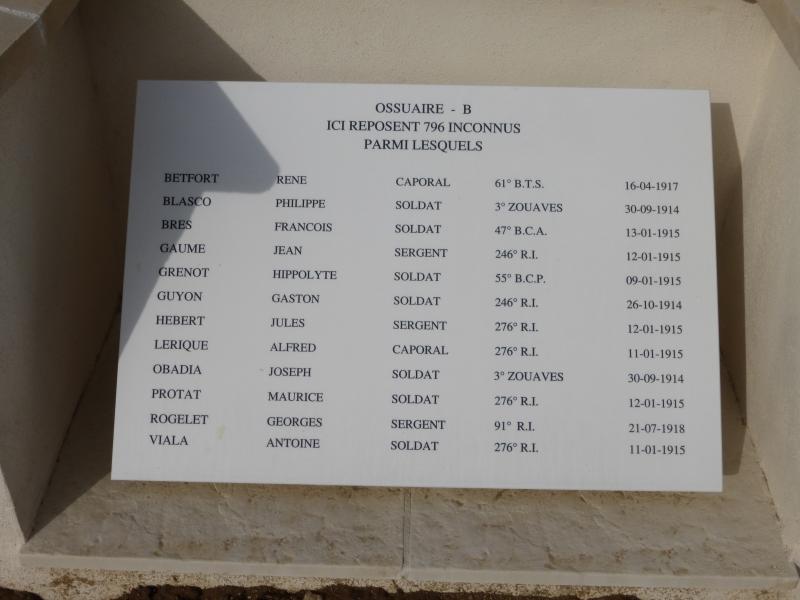 OSSUAIRE - B
ICI REPOSENT 796 INCONNUS
PARMI LESQUELS
BETFORT RENE CAPORAL 61° B.T.S. 16-04-1917
BLASCO PHILIPPE SOLDAT 3° ZOUAVES 30-09-1914
BRES FRANCOIS SOLDAT 47° B.C.A. 13-01-1915
GAUME JEAN SERGENT 246° R.I. 12-01-1915
GRENOT HIPPOLYTE SOLDAT 55° B.C.P. 09-01-1915
GUYON GASTON SOLDAT 246° R.I. 26-10-1914
HEBERT JULES SERGENT 276° R.I. 12-01-1915
LERIQUE ALFRED CAPORAL 276° R.I. 11-01-1915
OBADIA JOSEPH SOLDAT 3° ZOUAVES 30-09-1914
PROTAT MAURICE SOLDAT 276° R.I. 12-01-1915
ROGELET GEORGES SERGENT 91° R.I. 21-07-1918
VIALA ANTOINE SOLDAT 276° R.I. 11-01-1915